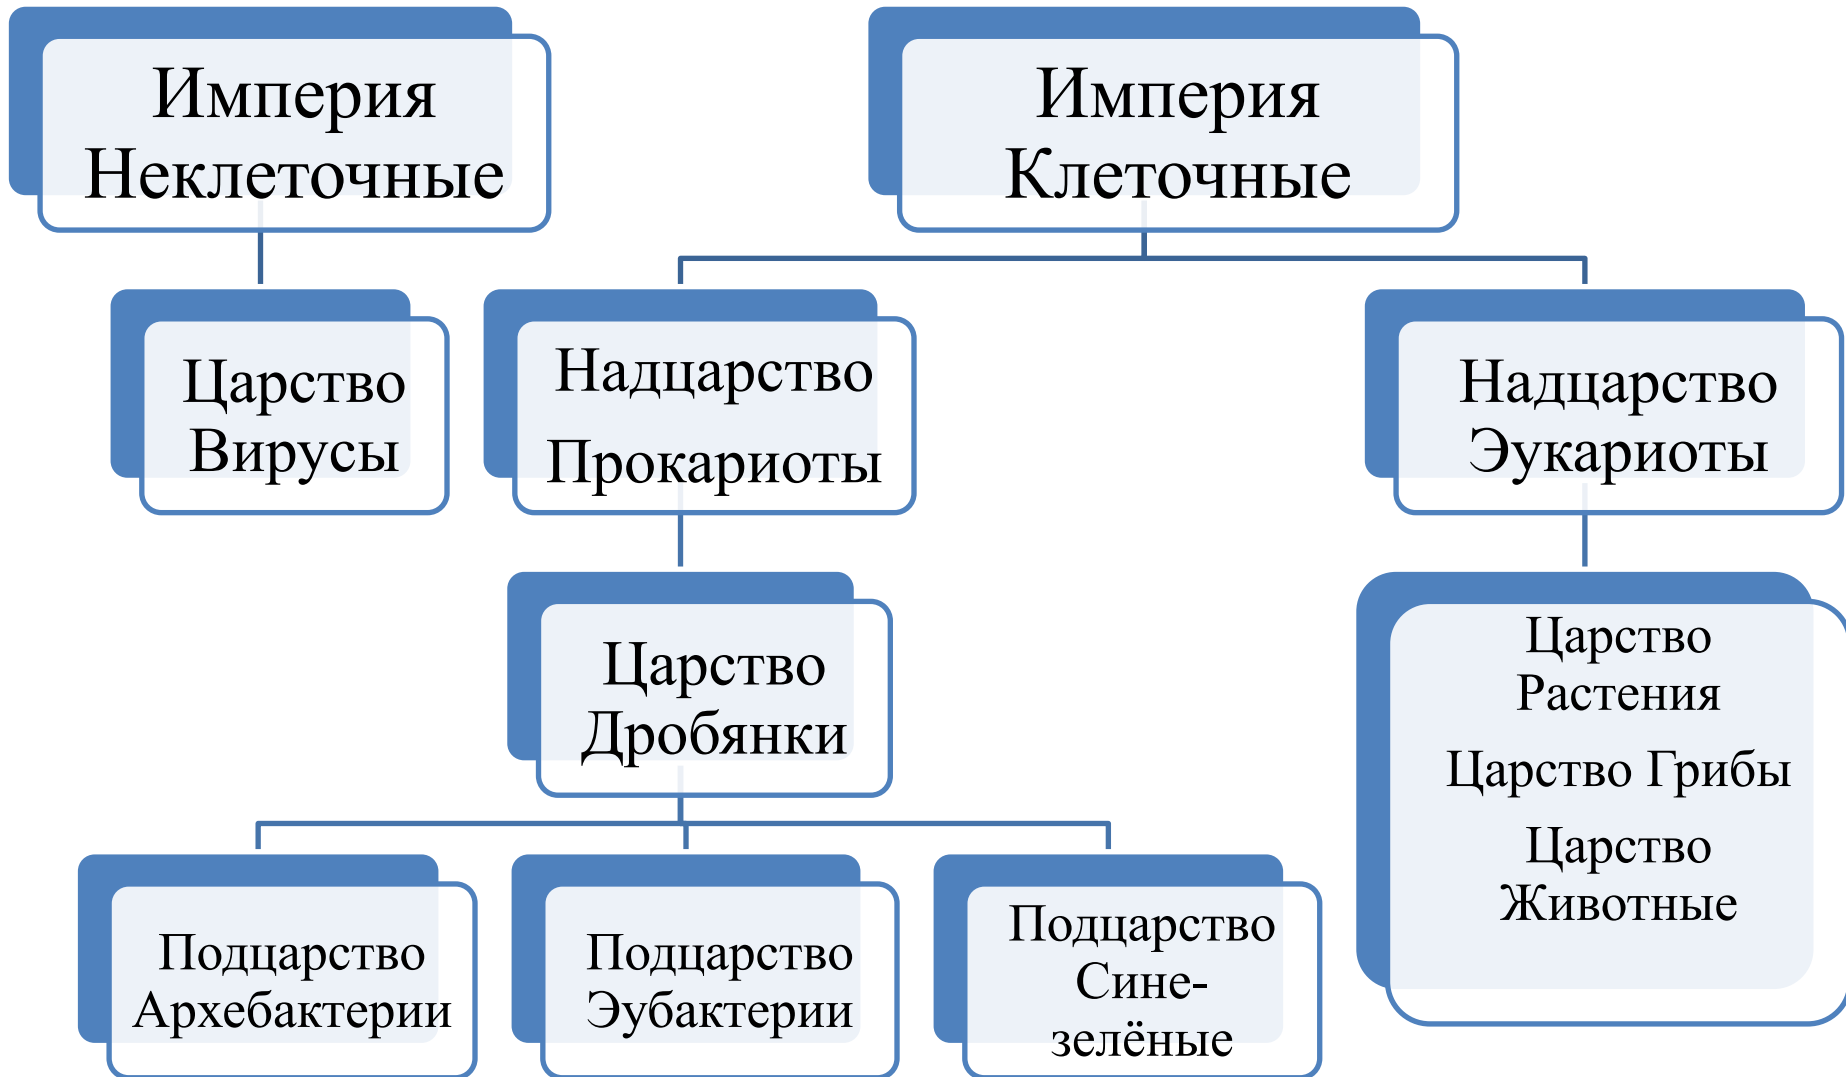 Империя
Неклеточные
Империя
Клеточные
Царство
Вирусы
Надцарство
Прокариоты
Надцарство
Эукариоты
Царство
Дробянки
Царство
Растения
Царство Грибы
Царство
Животные
Подцарство
Архебактерии
Подцарство
Эубактерии
Подцарство
Сине-
зелёные